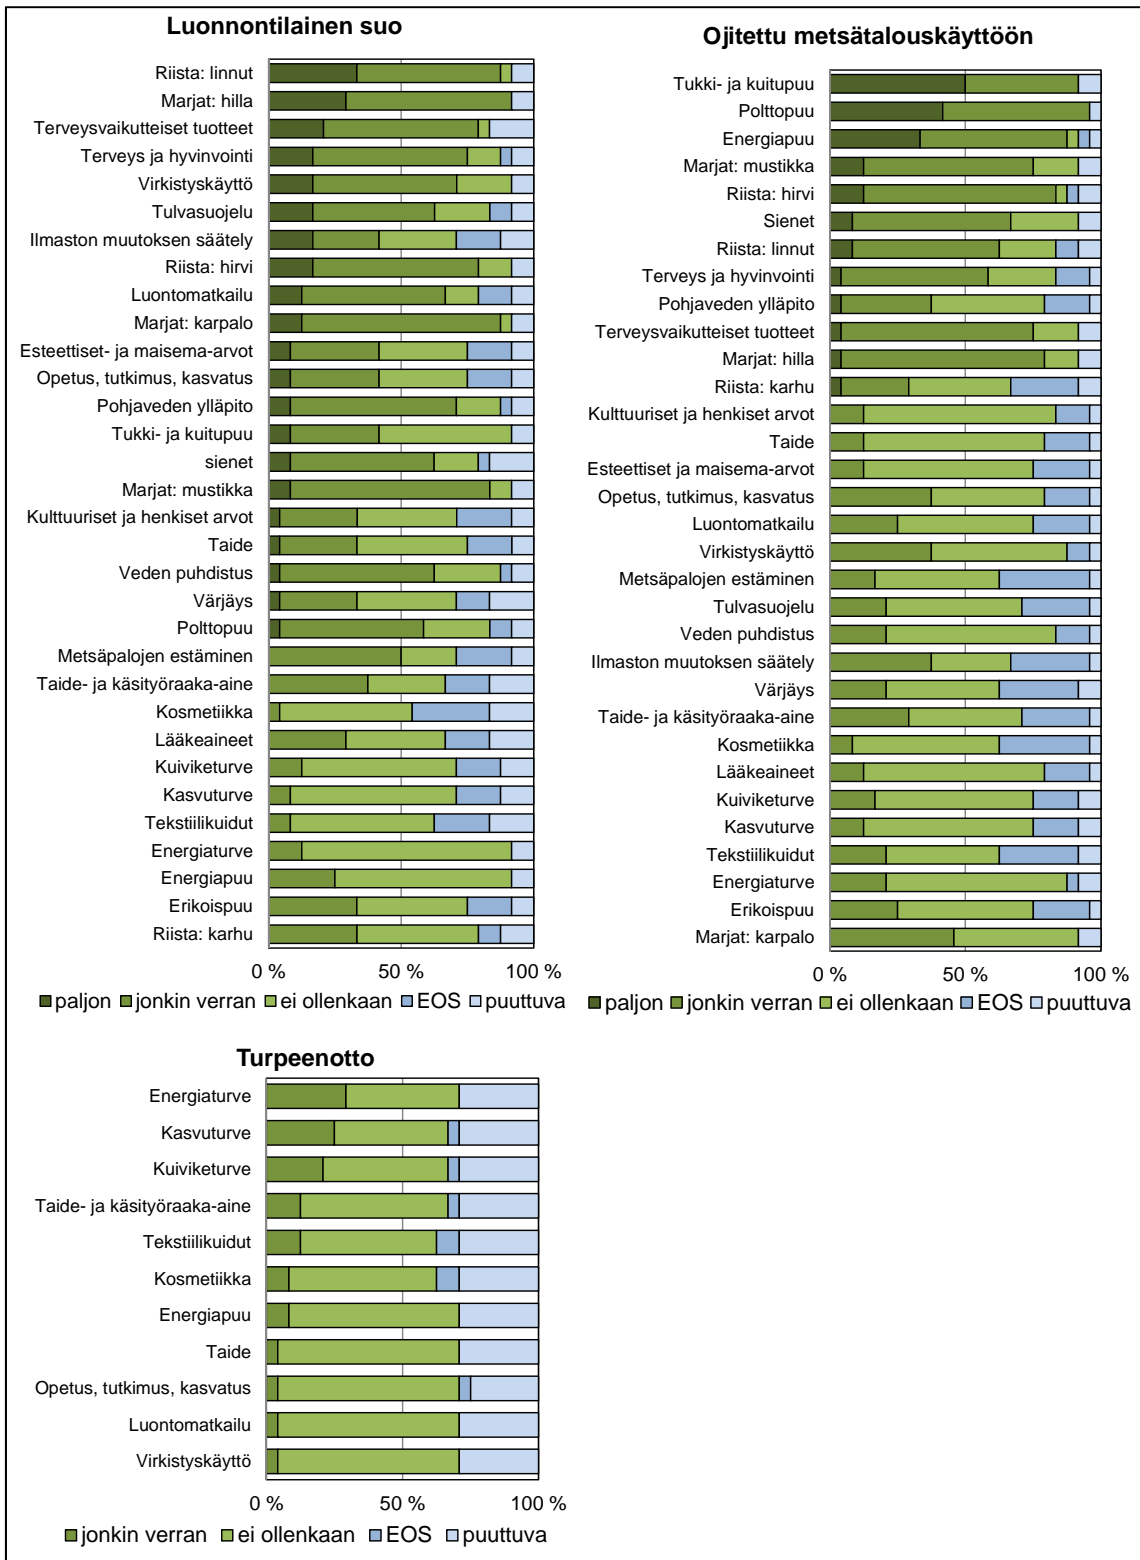 Luonnontilainen suo
Riista: linnut
Marjat: hilla
Terveysvaikutteiset tuotteet
Terveys ja hyvinvointi
Virkistyskäyttö
Tulvasuojelu
Ilmaston muutoksen säätely
Riista: hirvi
Luontomatkailu
Marjat: karpalo
Esteettiset- ja maisema-arvot
Opetus, tutkimus, kasvatus
Pohjaveden ylläpito
Tukki- ja kuitupuu
sienet
Marjat: mustikka
Kulttuuriset ja henkiset arvot
Taide
Veden puhdistus
Värjäys
Polttopuu
Metsäpalojen estäminen
Taide- ja käsityöraaka-aine
Kosmetiikka
Lääkeaineet
Kuiviketurve
Kasvuturve
Tekstiilikuidut
Energiaturve
Energiapuu
Erikoispuu
Riista: karhu
0 % 50 % 100 %
paljon jonkin verran ei ollenkaan EOS puuttuva
Ojitettu metsätalouskäyttöön
Tukki- ja kuitupuu
Polttopuu
Energiapuu
Marjat: mustikka
Riista: hirvi
Sienet
Riista: linnut
Terveys ja hyvinvointi
Pohjaveden ylläpito
Terveysvaikutteiset tuotteet
Marjat: hilla
Riista: karhu
Kulttuuriset ja henkiset arvot
Taide
Esteettiset ja maisema-arvot
Opetus, tutkimus, kasvatus
Luontomatkailu
Virkistyskäyttö
Metsäpalojen estäminen
Tulvasuojelu
Veden puhdistus
Ilmaston muutoksen säätely
Värjäys
Taide- ja käsityöraaka-aine
Kosmetiikka
Lääkeaineet
Kuiviketurve
Kasvuturve
Tekstiilikuidut
Energiaturve
Erikoispuu
Marjat: karpalo
0 % 50 % 100 %
paljon jonkin verran ei ollenkaan EOS puuttuva
Turpeenotto
Energiaturve
Kasvuturve
Kuiviketurve
Taide- ja käsityöraaka-aine
Tekstiilikuidut
Kosmetiikka
Energiapuu
Taide
Opetus, tutkimus, kasvatus
Luontomatkailu
Virkistyskäyttö
0 % 50 % 100 %
jonkin verran ei ollenkaan EOS puuttuva